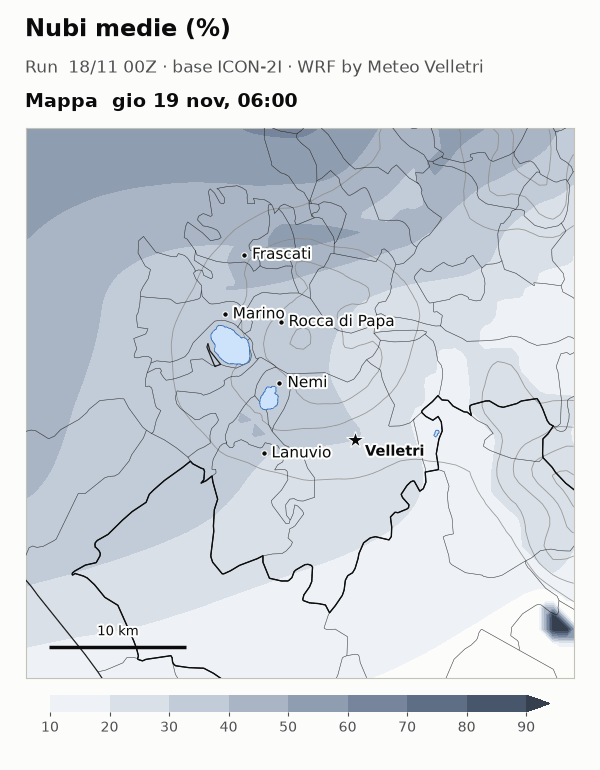 Nubi medie (%)
Run  18/11 00Z · base ICON-2I · WRF by Meteo Velletri
Mappa  gio 19 nov, 06:00
Frascati
Marino
Rocca di Papa
Nemi
Velletri
Lanuvio
10 km
10 20 30 40 50 60 70 80 90